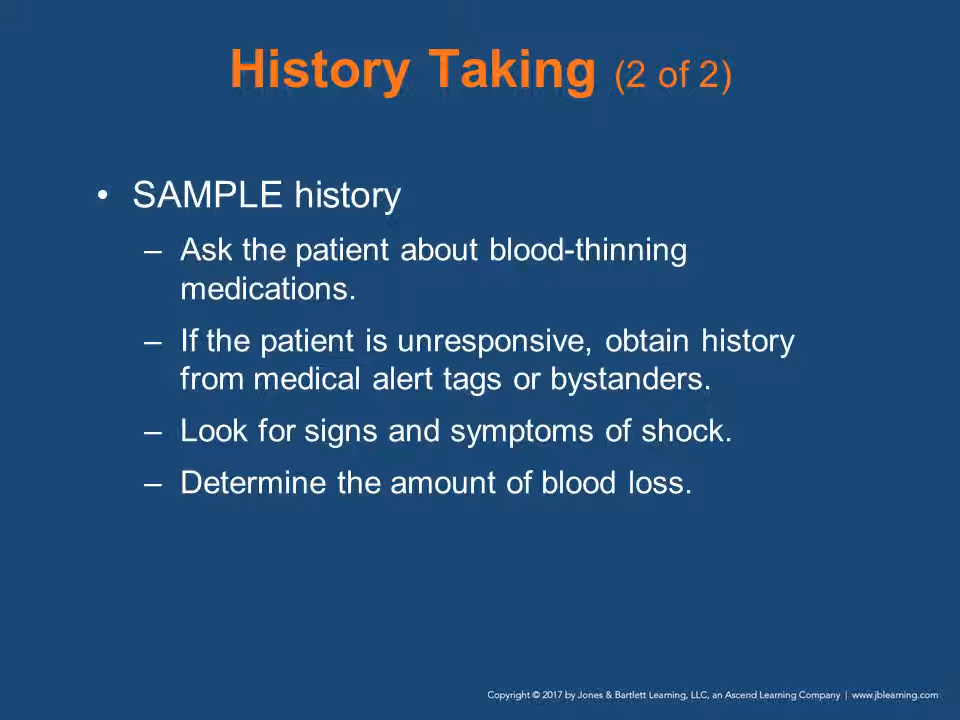 History Taking (2 of 2)
• SAMPLE history
– Ask the patient about blood-thinning
medications.
– If the patient is unresponsive, obtain history
from medical alert tags or bystanders.
– Look for signs and symptoms of shock.
– Determine the amount of blood loss.
Copyright © 2017 by Jones & Bartlett Learning, LLC, an Ascend Learning Company | www.jblearning.com